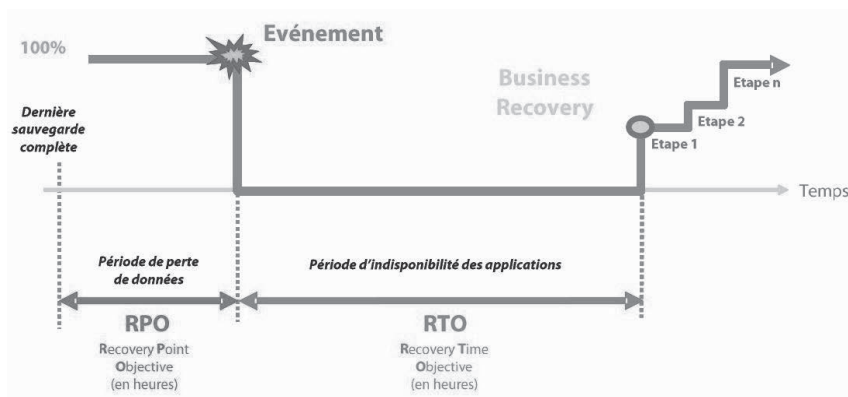 Evénement
100%
Business
Recovery
Etape n
Etape 2
Etape 1
Dernière
sauvegarde
complète
Temps
Période de perte
de données
Période d'indisponibilité des applications
RPO
Recovery Point
Objective
(en heures)
RTO
Recovery Time
Objective
(en heures)